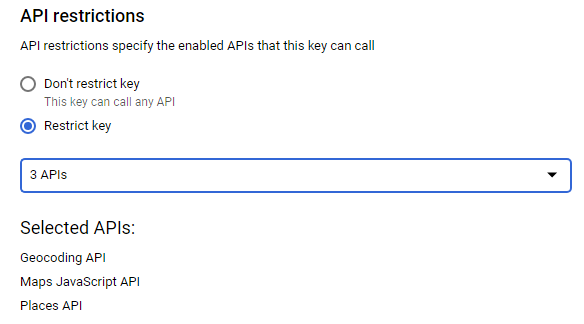 API restrictions
API restrictions specify the enabled APIs that this key can call
Don't restrict key
This key can call any API
Restrict key
3 APIs
Selected APIs:
Geocoding API
Maps JavaScript API
Places API